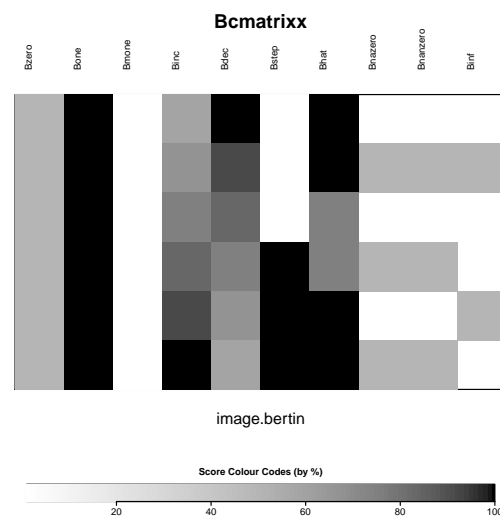 Bcmatrixx
Bzero Bone Bmone Binc Bdec Bstep Bhat Bnazero Bnanzero Binf
image.bertin
Score Colour Codes (by %)
20 40 60 80 100